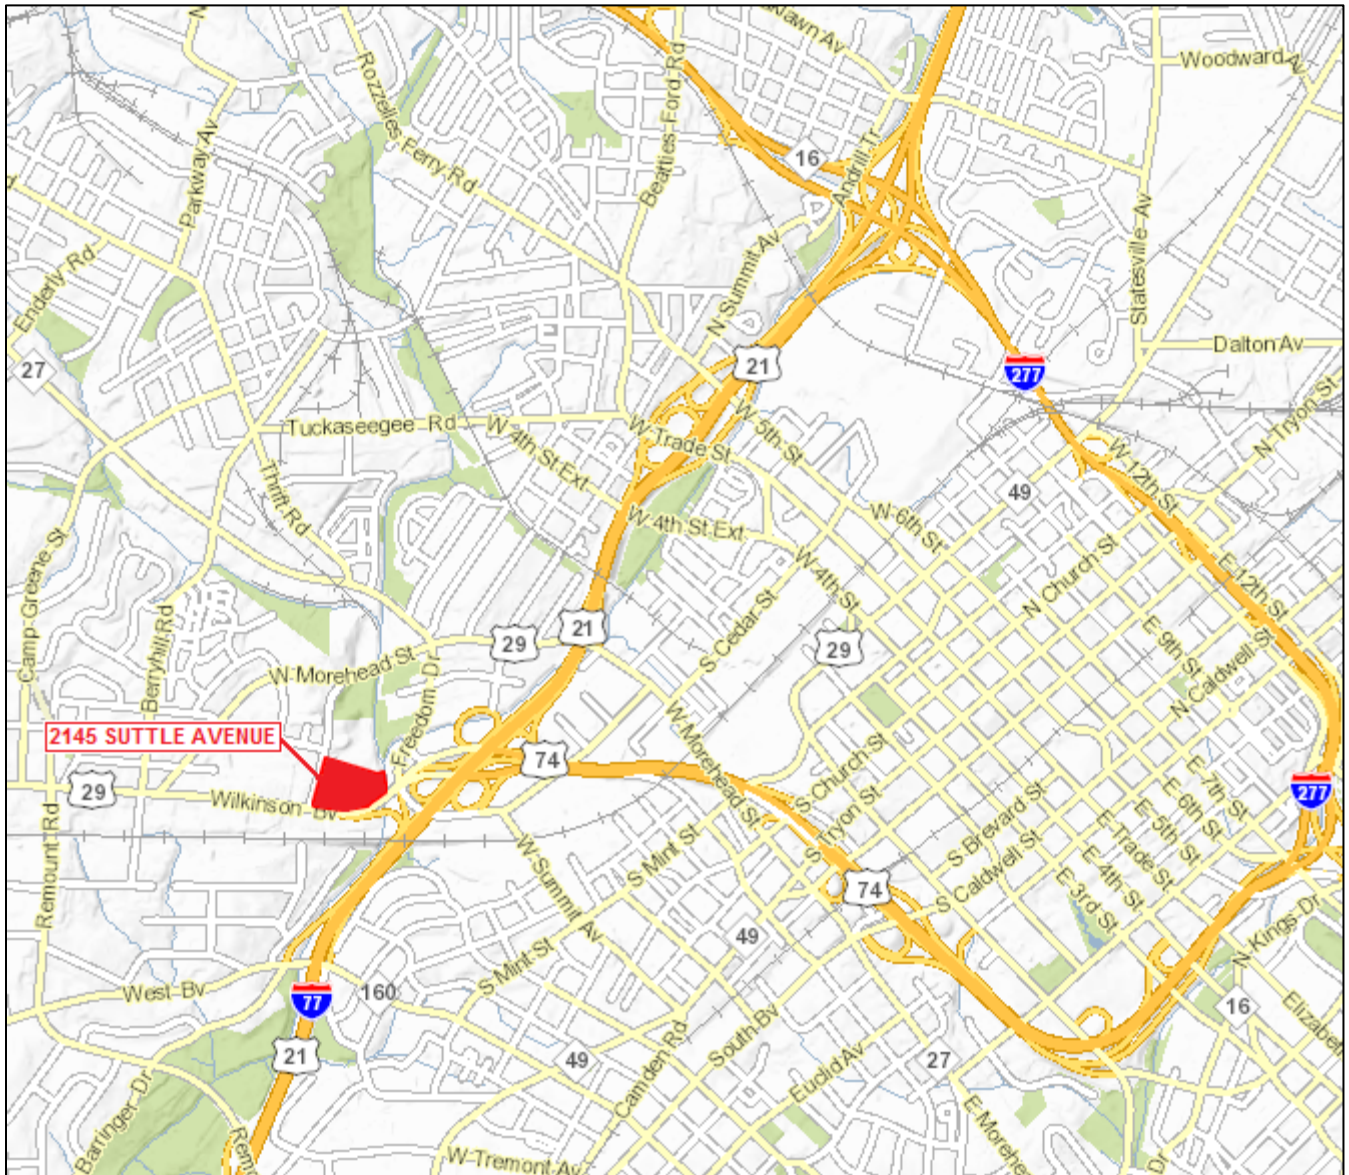 Woodward Av
Rozzelles Ferry Rd
Beatties Ford Rd
Parkway Av
16
Andrill Tr
Statesville Av
N Summit Av
Enderly Rd
27
21
277
Dalton Av
Tuckaseegee Rd
W 4th St Ext
W Trade St
W 5th St
N Tryon St
W 12th St
49
Thrift Rd
W 4th St Ext
W 6th St
W 4th St
N Church St
E 12th St
Camp Greene St
Berryhill Rd
21
29
29
S Cedar St
E 9th St
N Caldwell St
W Morehead St
Freedom Dr
2145 SUTTLE AVENUE
W Morehead St
74
S Church St
29
Wilkinson Bv
277
E 7th St
E 6th St
E 5th St
E Trade St
E 4th St
E 3rd St
S Tryon St
S Brevard St
S Caldwell St
S Mint St
74
Remount Rd
W Summit Av
49
N Kings Dr
S Mint St
West Bv
160
77
16
21
49
South Bv
Camden Rd
Euclid Av
27
Elizabeth
Barringer Dr
Remo
E Morehe
W Tremont Av
Dr